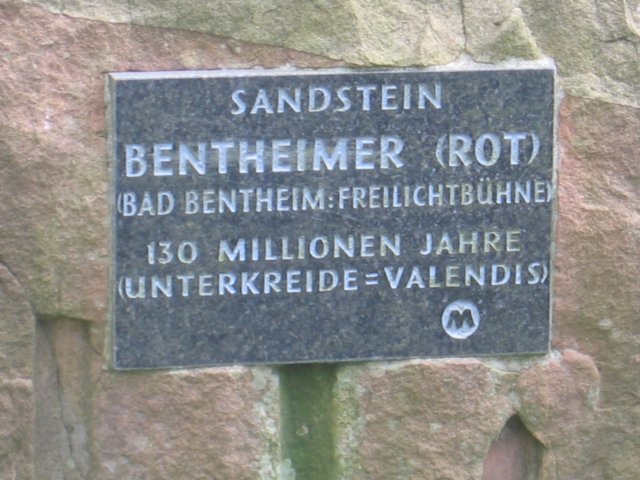 SANDSTEIN
BENTHEIMER (ROT)
(BAD BENTHEIM:FREILICHTBÜHNE)
130 MILLIONEN JAHRE
(UNTERKREIDE=VALENDIS)
M